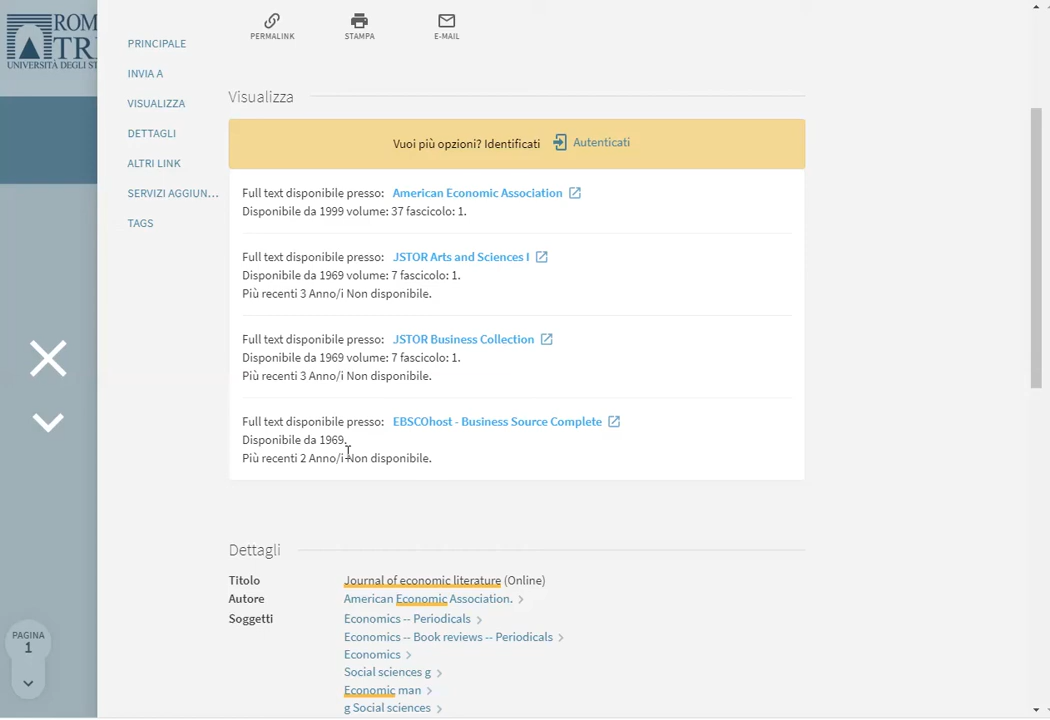 ROM
TR
UNIVERSITÀ DEGLI ST
PERMALINK
STAMPA
E-MAIL
PRINCIPALE
INVIA A
VISUALIZZA
DETTAGLI
ALTRI LINK
SERVIZI AGGIUN...
TAGS
Visualizza
Vuoi più opzioni? Identificati Autenticati
Full text disponibile presso: American Economic Association
Disponibile da 1999 volume: 37 fascicolo: 1.
Full text disponibile presso: JSTOR Arts and Sciences I
Disponibile da 1969 volume: 7 fascicolo: 1.
Più recenti 3 Anno/i Non disponibile.
Full text disponibile presso: JSTOR Business Collection
Disponibile da 1969 volume: 7 fascicolo: 1.
Più recenti 3 Anno/i Non disponibile.
Full text disponibile presso: EBSCOhost - Business Source Complete
Disponibile da 1969.
Più recenti 2 Anno/i Non disponibile.
Dettagli
Titolo Journal of economic literature (Online)
Autore American Economic Association.
Soggetti Economics -- Periodicals
Economics -- Book reviews -- Periodicals
Economics
Social sciences g
Economic man
g Social sciences
PAGINA
1